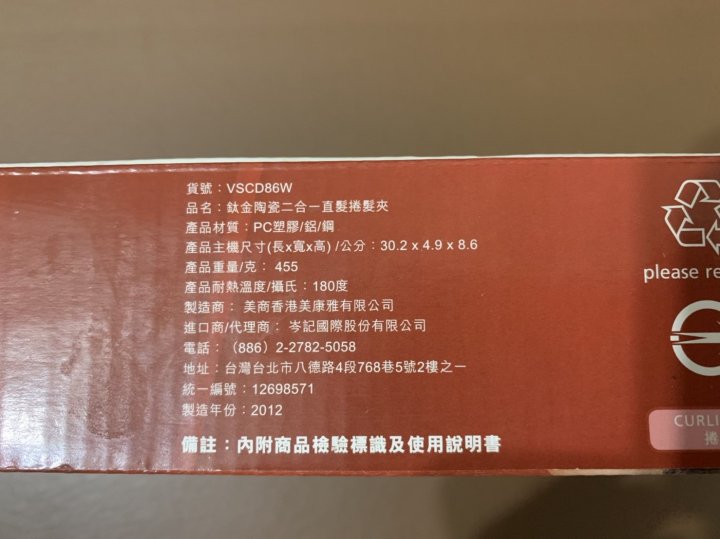 貨號：VSCD86W
品名：鈦金陶瓷二合一直髮捲髮夾
產品材質：PC塑膠/鋁/鋼
產品主機尺寸(長x寬x高) /公分：30.2 x 4.9 x 8.6
產品重量/克： 455
產品耐熱溫度/攝氏：180度
製造商： 美商香港美康雅有限公司
進口商/代理商： 岑記國際股份有限公司
電話： （886）2-2782-5058
地址：台灣台北市八德路4段768巷5號2樓之一
統一編號：12698571
製造年份：2012
備註：內附商品檢驗標識及使用說明書
please re
CURLI
捲